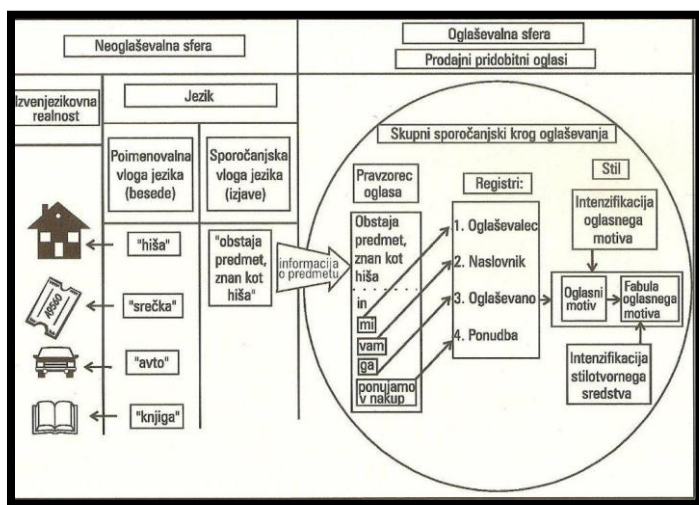 Neoglaševalna sfera
Oglaševalna sfera
Prodajni pridobitni oglasi
Izvenjezikovna
realnost
Jezik
Poimenovalna
vloga jezika
(besede)
Sporočanjska
vloga jezika
(izjave)
"hiša"
"srečka"
"avto"
"knjiga"
A9560
"obstaja
predmet,
znan kot
hiša"
informacija
o predmetu
Skupni sporočanjski krog oglaševanja
Pravzorec
oglasa
Obstaja
predmet,
znan kot
hiša
in
mi
vam
ga
ponujamo
v nakup
Registri:
1. Oglaševalec
2. Naslovnik
3. Oglaševano
4. Ponudba
Stil
Intenzifikacija
oglasnega
motiva
Oglasni
motiv
Fabula
oglasnega
motiva
Intenzifikacija
stilotvornega
sredstva